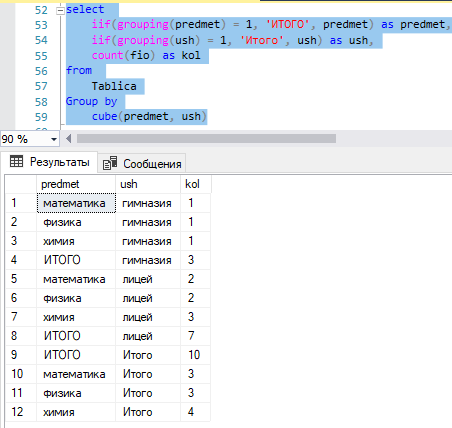 52 select
53 iif(grouping(predmet) = 1, 'ИТОГО', predmet) as predmet,
54 iif(grouping(ush) = 1, 'Итого', ush) as ush,
55 count(fio) as kol
56 from
57 Tablica
58 Group by
59 cube(predmet, ush)
90 %
Результаты Сообщения
predmet ush kol
1 математика гимназия 1
2 физика гимназия 1
3 химия гимназия 1
4 ИТОГО гимназия 3
5 математика лицей 2
6 физика лицей 2
7 химия лицей 3
8 ИТОГО лицей 7
9 ИТОГО Итого 10
10 математика Итого 3
11 физика Итого 3
12 химия Итого 4